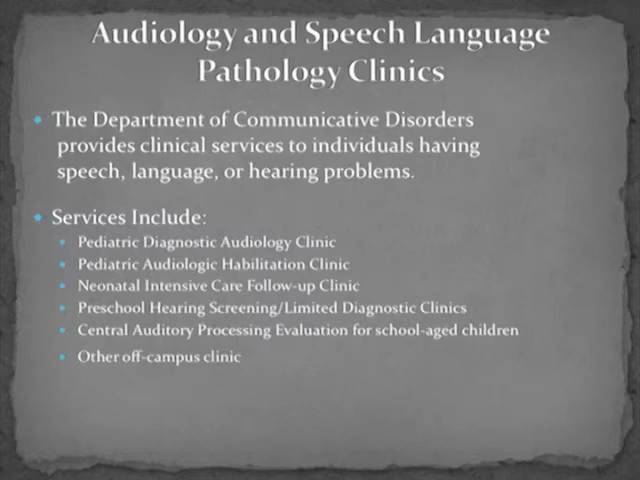 Audiology and Speech Language
Pathology Clinics
• The Department of Communicative Disorders
provides clinical services to individuals having
speech, language, or hearing problems.
• Services Include:
• Pediatric Diagnostic Audiology Clinic
• Pediatric Audiologic Habilitation Clinic
• Neonatal Intensive Care Follow-up Clinic
• Preschool Hearing Screening/Limited Diagnostic Clinics
• Central Auditory Processing Evaluation for school-aged children
• Other off-campus clinic